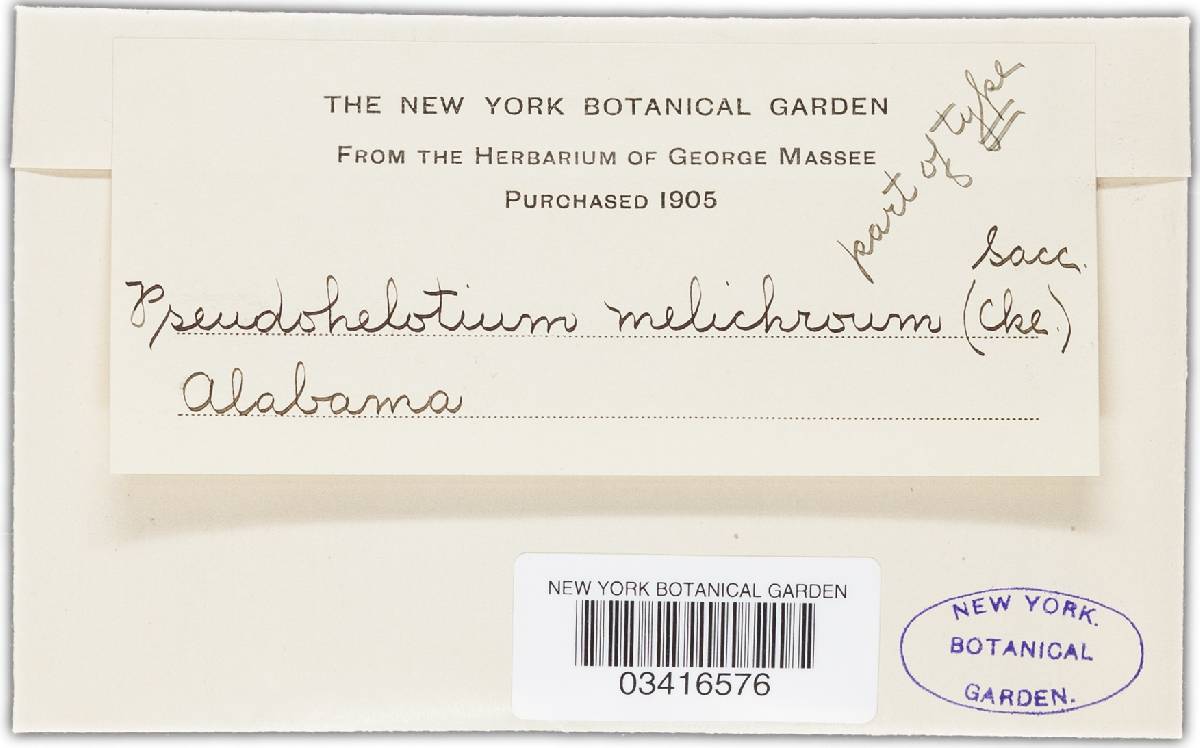 THE NEW YORK BOTANICAL GARDEN
FROM THE HERBARIUM OF GEORGE MASSEE
PURCHASED 1905
part of type
Sacc.
Pseudohelotium melichroum (Cke.)
Alabama
NEW YORK BOTANICAL GARDEN
03416576
NEW YORK.
BOTANICAL
GARDEN.